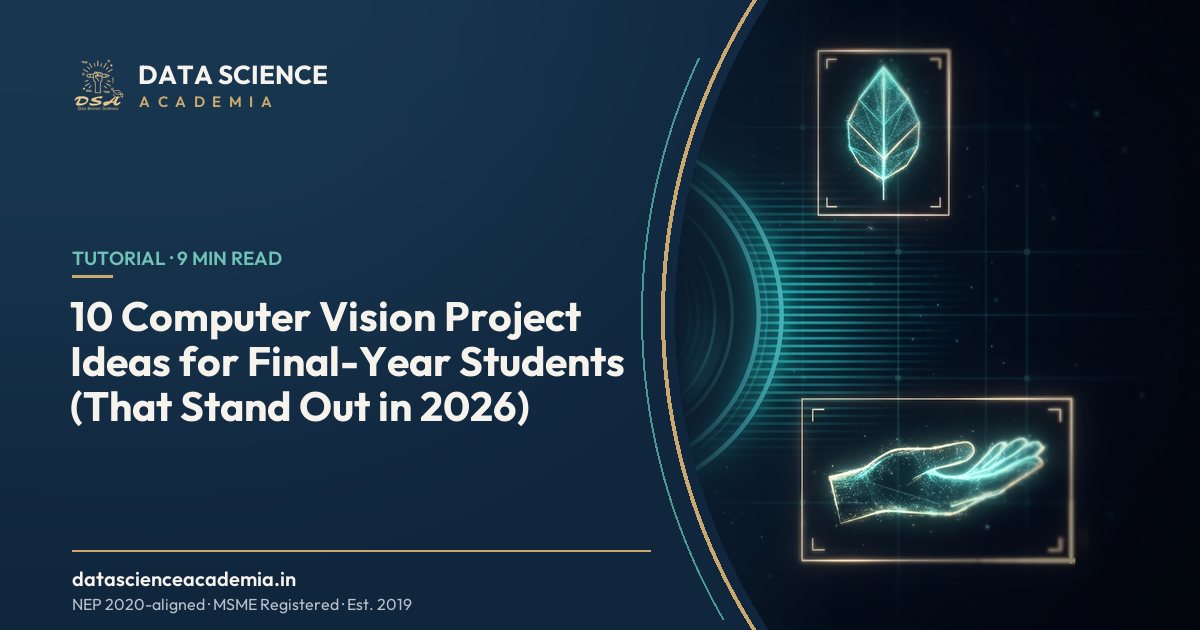 DSA
DATA SCIENCE
ACADEMIA
TUTORIAL · 9 MIN READ
10 Computer Vision Project
Ideas for Final-Year Students
(That Stand Out in 2026)
datascienceacademia.in
NEP 2020-aligned · MSME Registered · Est. 2019